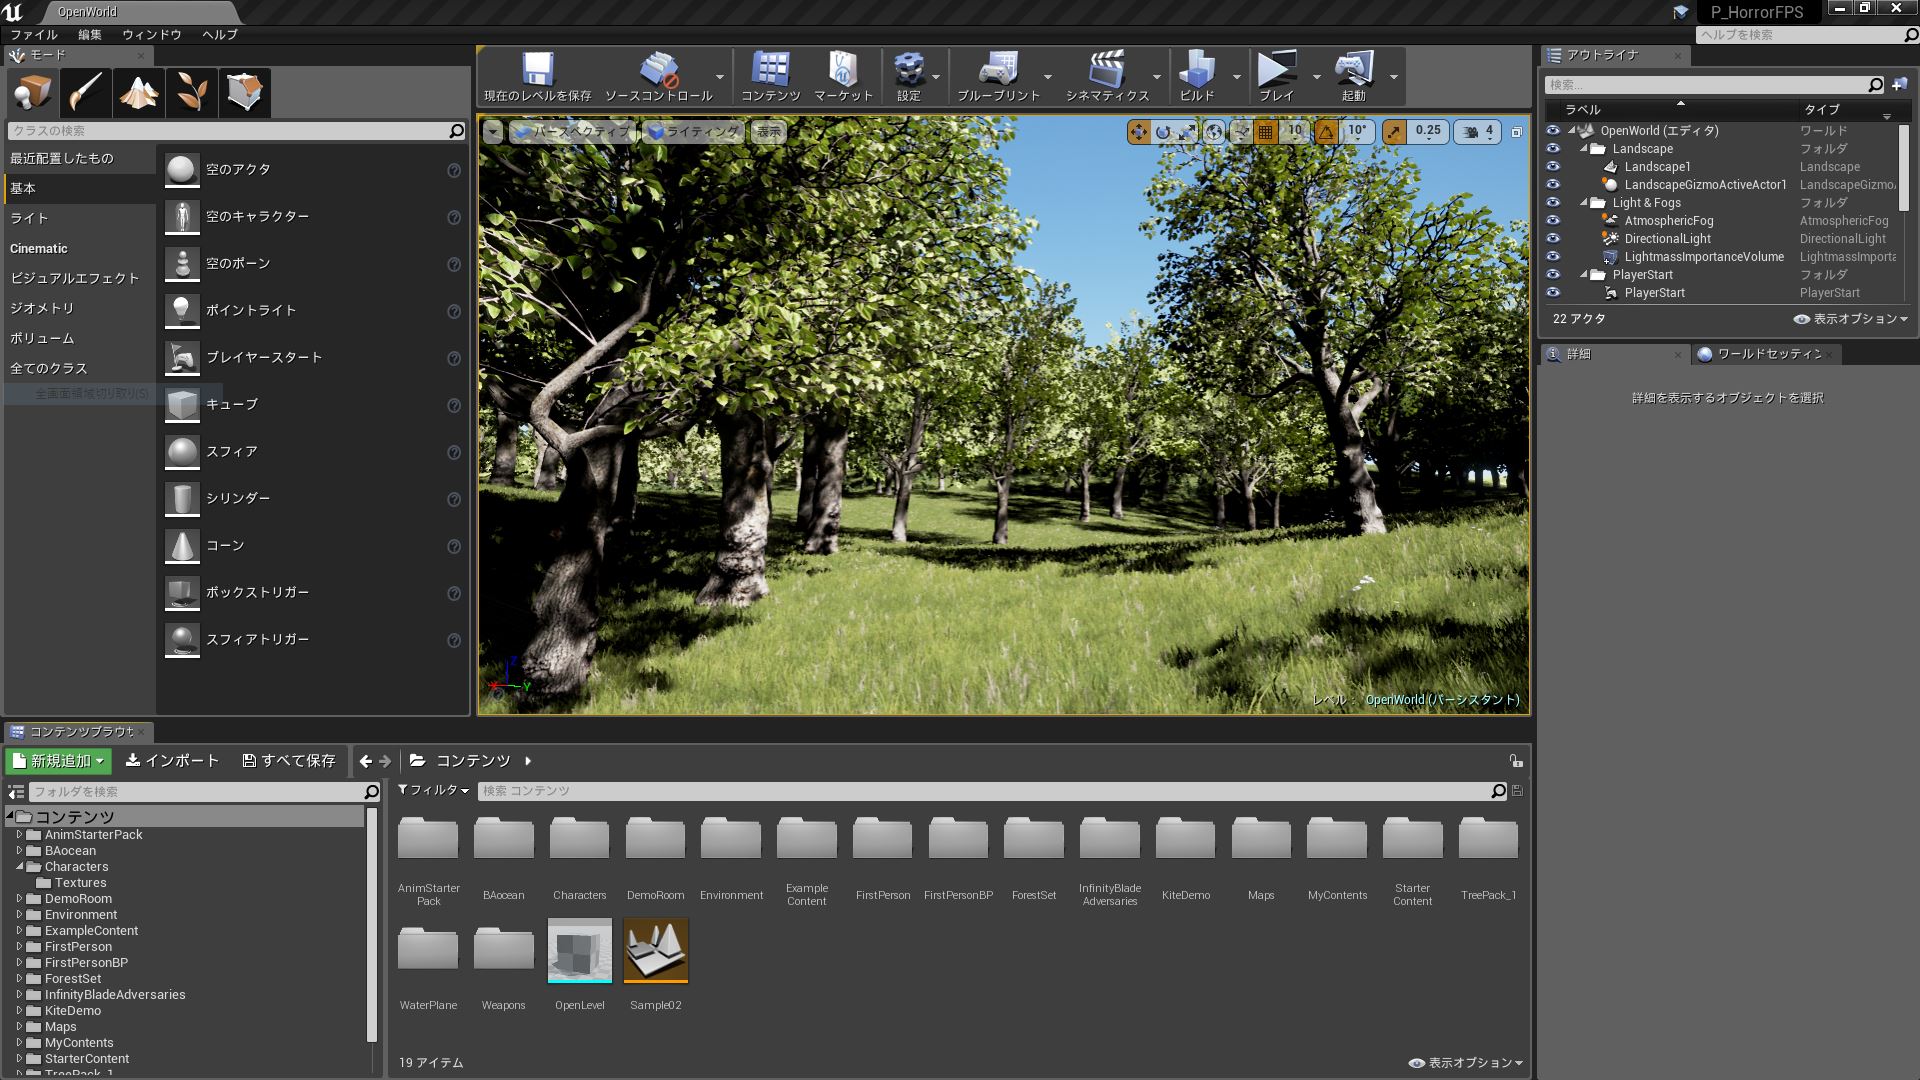 OpenWorld
P_HorrorFPS
ファイル 編集 ウィンドウ ヘルプ
ヘルプを検索
モード
クラスの検索
最近配置したもの
基本
ライト
Cinematic
ビジュアルエフェクト
ジオメトリ
ボリューム
全てのクラス
全画面領域切り取り(S)
空のアクタ
空のキャラクター
空のポーン
ポイントライト
プレイヤースタート
キューブ
スフィア
シリンダー
コーン
ボックストリガー
スフィアトリガー
現在のレベルを保存 ソースコントロール コンテンツ マーケット 設定 ブループリント シネマティクス ビルド プレイ 起動
パースペクティブ ライティング 表示
10 10° 0.25 4
Z
Y
レベル： OpenWorld (パーシスタント)
アウトライナ
検索...
ラベル タイプ
OpenWorld (エディタ) ワールド
Landscape フォルダ
Landscape1 Landscape
LandscapeGizmoActiveActor1 LandscapeGizmo
Light & Fogs フォルダ
AtmosphericFog AtmosphericFog
DirectionalLight DirectionalLight
LightmassImportanceVolume LightmassImporta
PlayerStart フォルダ
PlayerStart PlayerStart
22 アクタ 表示オプション
詳細 ワールドセッティン
詳細を表示するオブジェクトを選択
コンテンツブラウザ
新規追加 インポート すべて保存 コンテンツ
フォルダを検索
フィルタ 検索 コンテンツ
コンテンツ
AnimStarterPack
BAocean
Characters
Textures
DemoRoom
Environment
ExampleContent
FirstPerson
FirstPersonBP
ForestSet
InfinityBladeAdversaries
KiteDemo
Maps
MyContents
StarterContent
TreePack_1
AnimStarter Pack
BAocean
Characters
DemoRoom
Environment
Example Content
FirstPerson
FirstPersonBP
ForestSet
InfinityBlade Adversaries
KiteDemo
Maps
MyContents
Starter Content
TreePack_1
WaterPlane
Weapons
OpenLevel
Sample02
19 アイテム 表示オプション